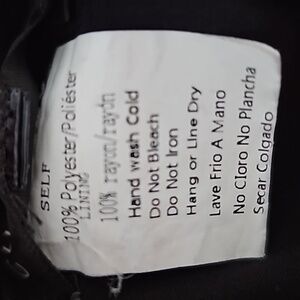 SELF
100% Polyester/Poliéster
LINING
100% rayon/rayón
Hand wash Cold
Do Not Bleach
Do Not Iron
Hang or Line Dry
Lave Frio A Mano
No Cloro No Plancha
Secar Colgado